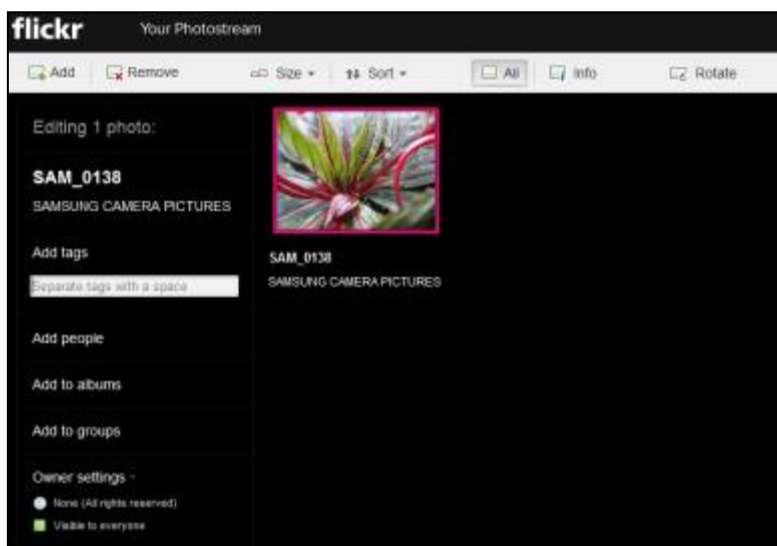 flickr Your Photostream
Add Remove Size Sort All Info Rotate
Editing 1 photo:
SAM_0138
SAMSUNG CAMERA PICTURES
Add tags
Separate tags with a space
SAM_0138
SAMSUNG CAMERA PICTURES
Add people
Add to albums
Add to groups
Owner settings -
None (All rights reserved)
Visible to everyone